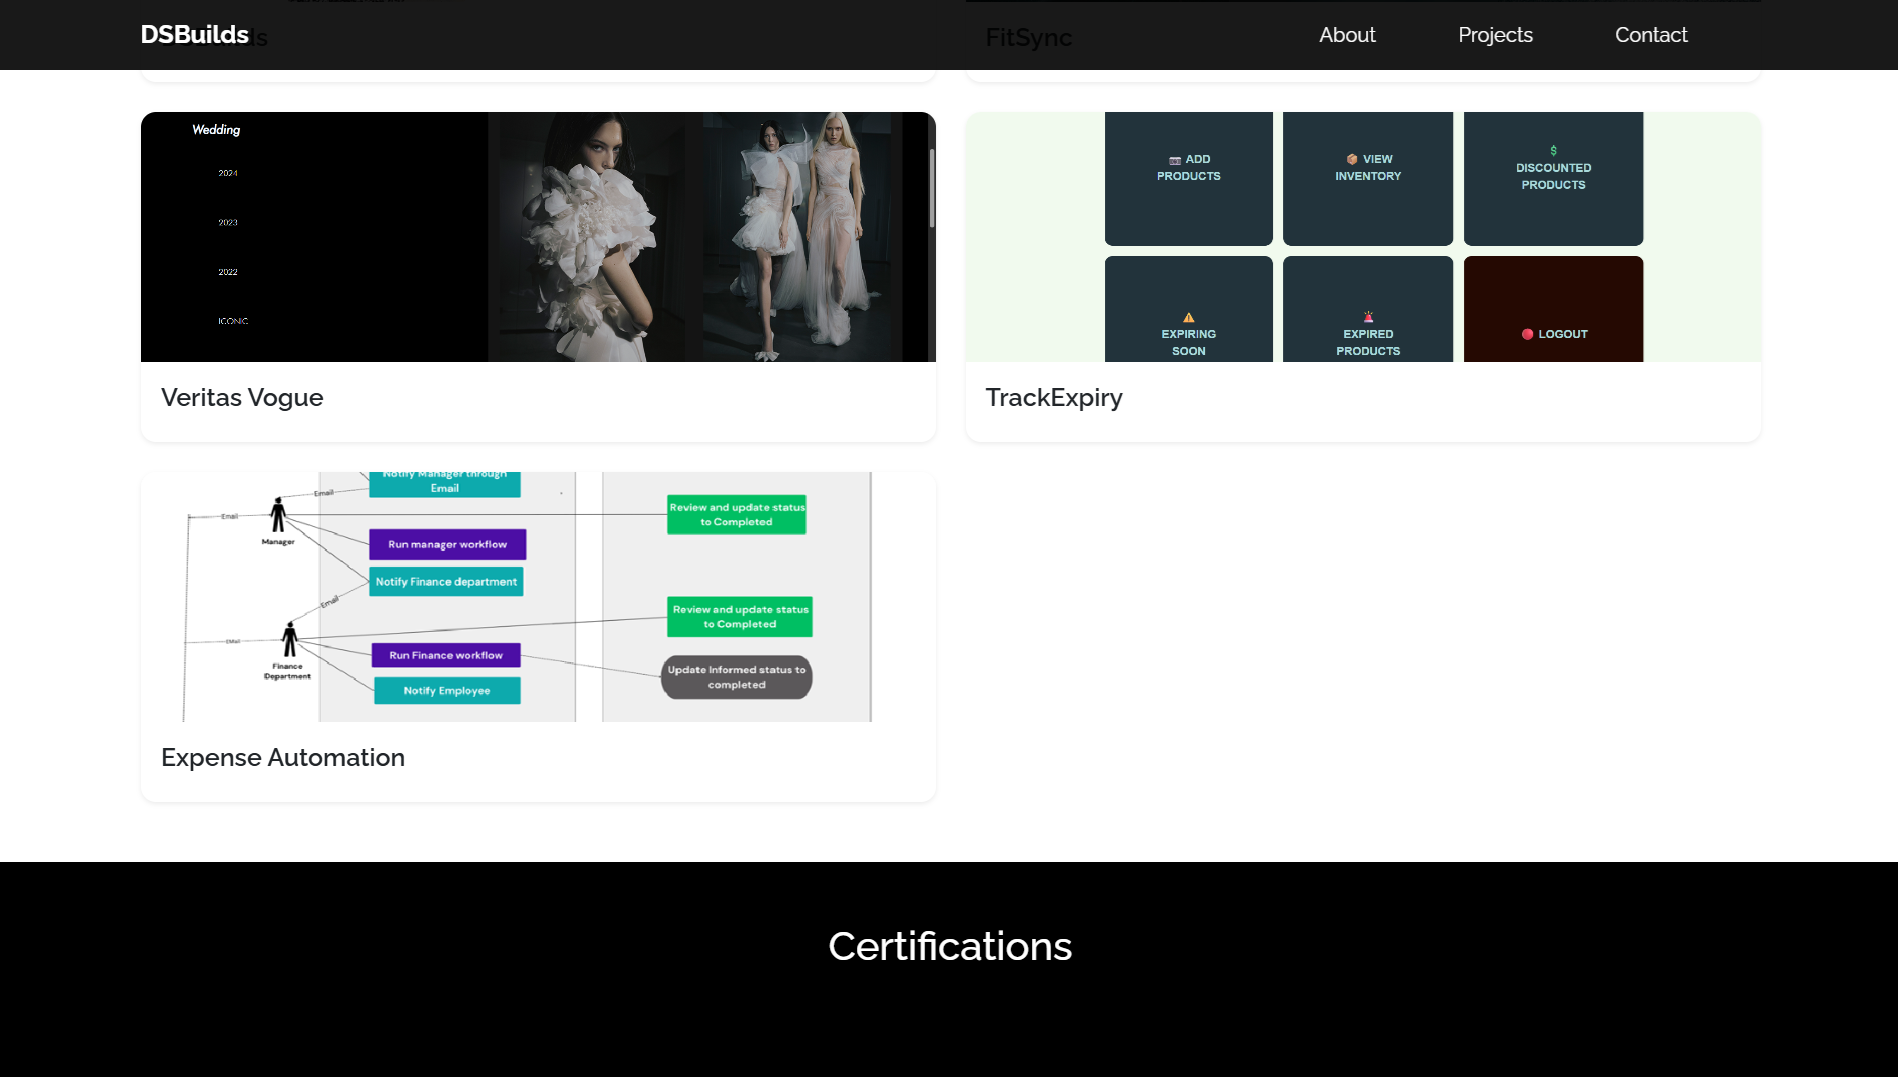 DSBuilds
About
Projects
Contact
FitSync
Wedding
2024
2023
2022
ICONIC
Veritas Vogue
📼 ADD
PRODUCTS
📦 VIEW
INVENTORY
$
DISCOUNTED
PRODUCTS
⚠️
EXPIRING
SOON
🚨
EXPIRED
PRODUCTS
🔴 LOGOUT
TrackExpiry
Notify Manager through
Email
Email
Email
Manager
Review and update status
to Completed
Run manager workflow
Notify Finance department
Email
Review and update status
to Completed
EMail
Finance
Department
Run Finance workflow
Update Informed status to
completed
Notify Employee
Expense Automation
Certifications